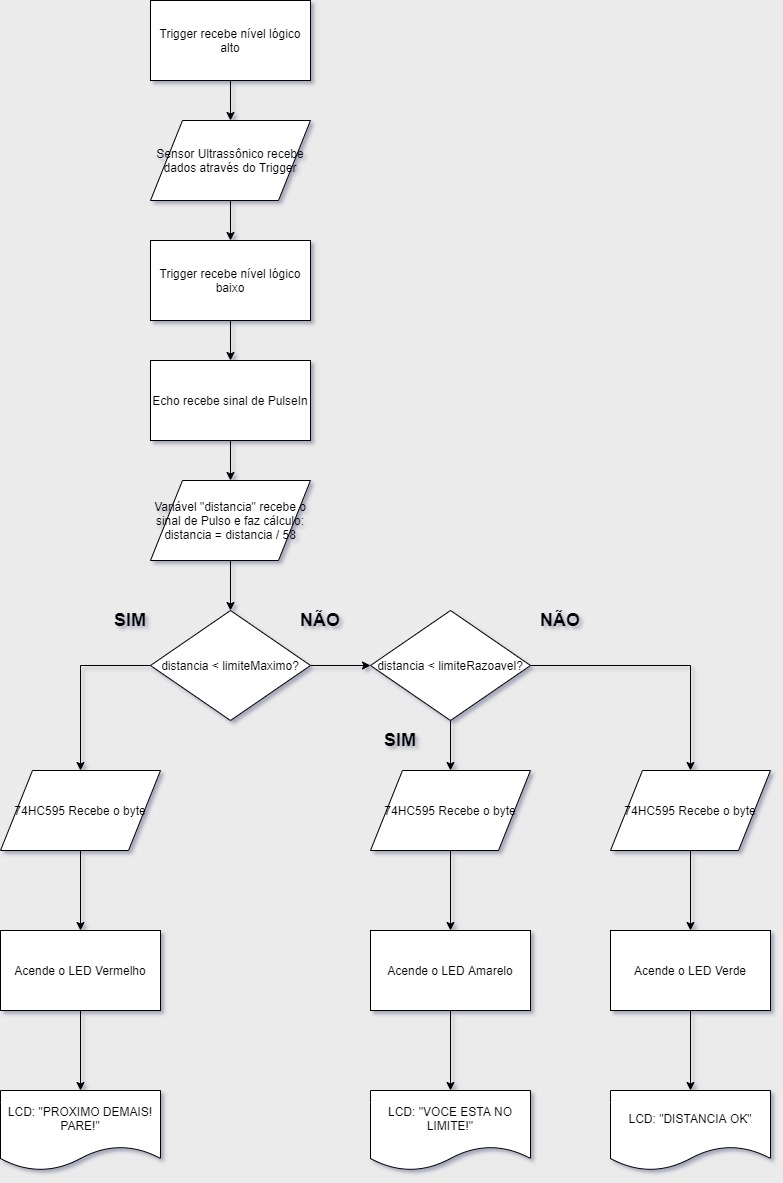 Trigger recebe nível lógico
alto
Sensor Ultrassônico recebe
dados através do Trigger
Trigger recebe nível lógico
baixo
Echo recebe sinal de PulseIn
Variável "distancia" recebe o
sinal de Pulso e faz cálculo:
distancia = distancia / 58
SIM
NÃO
NÃO
distancia < limiteMaximo?
distancia < limiteRazoavel?
SIM
74HC595 Recebe o byte
74HC595 Recebe o byte
74HC595 Recebe o byte
Acende o LED Vermelho
Acende o LED Amarelo
Acende o LED Verde
LCD: "PROXIMO DEMAIS!
PARE!"
LCD: "VOCE ESTA NO
LIMITE!"
LCD: "DISTANCIA OK"